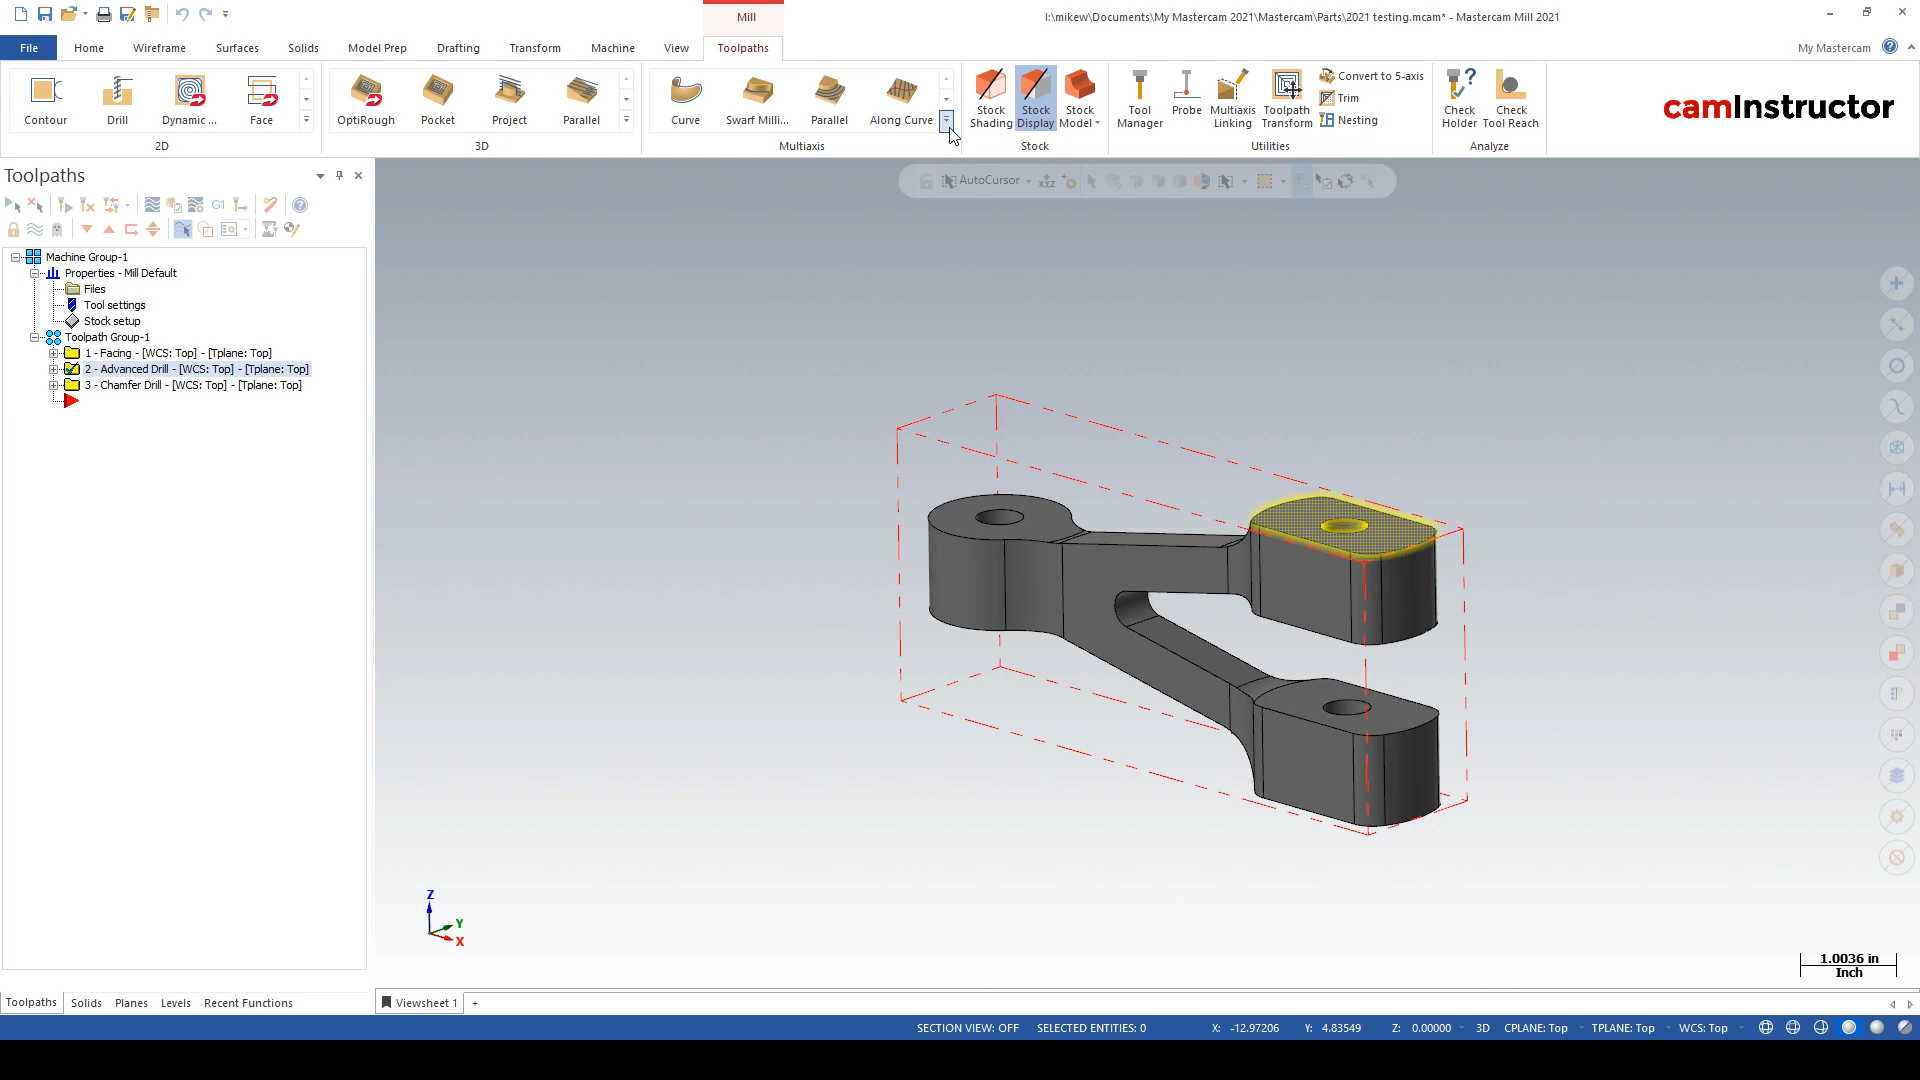 Mill
I:\mikew\Documents\My Mastercam 2021\Mastercam\Parts\2021 testing.mcam* - Mastercam Mill 2021
File
Home
Wireframe
Surfaces
Solids
Model Prep
Drafting
Transform
Machine
View
Toolpaths
My Mastercam
Contour
Drill
Dynamic ...
Face
2D
OptiRough
Pocket
Project
Parallel
3D
Curve
Swarf Milli...
Parallel
Along Curve
Multiaxis
Stock
Shading
Stock
Display
Stock
Model
Stock
Tool
Manager
Probe
Multiaxis
Linking
Toolpath
Transform
Convert to 5-axis
Trim
Nesting
Utilities
Check
Holder
Check
Tool Reach
Analyze
camInstructor
Toolpaths
G1
AutoCursor
Machine Group-1
Properties - Mill Default
Files
Tool settings
Stock setup
Toolpath Group-1
1 - Facing - [WCS: Top] - [Tplane: Top]
2 - Advanced Drill - [WCS: Top] - [Tplane: Top]
3 - Chamfer Drill - [WCS: Top] - [Tplane: Top]
Z
Y
X
1.0036 in
Inch
Toolpaths
Solids
Planes
Levels
Recent Functions
Viewsheet 1
+
SECTION VIEW: OFF
SELECTED ENTITIES: 0
X: -12.97206
Y: 4.83549
Z: 0.00000
3D
CPLANE: Top
TPLANE: Top
WCS: Top